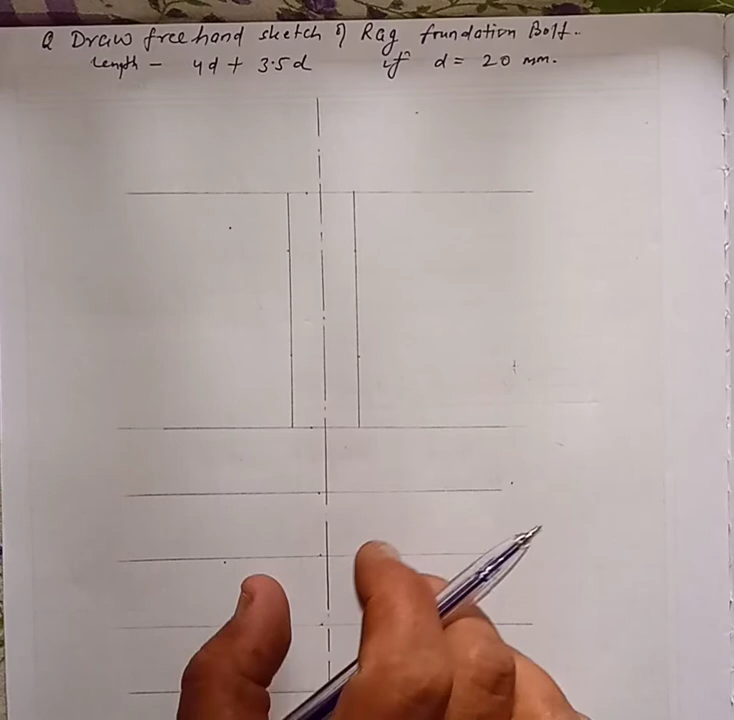 Q Draw free hand sketch of Rag foundation Bolt.
Length - 4d + 3.5d if d = 20 mm.